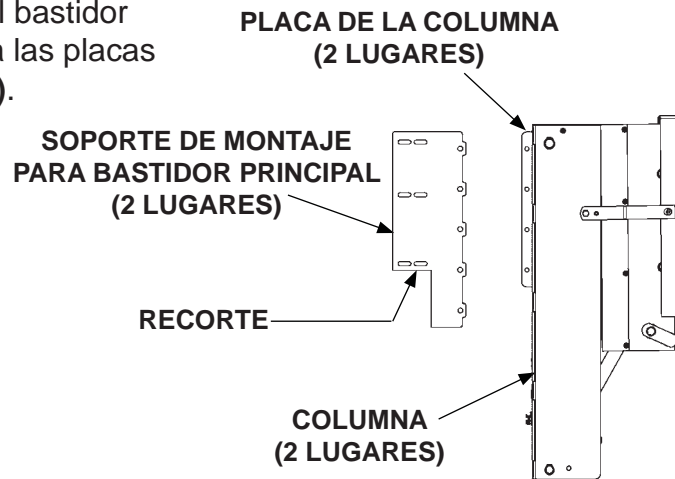 l bastidor
a las placas
).
PLACA DE LA COLUMNA
(2 LUGARES)
SOPORTE DE MONTAJE
PARA BASTIDOR PRINCIPAL
(2 LUGARES)
RECORTE
COLUMNA
(2 LUGARES)